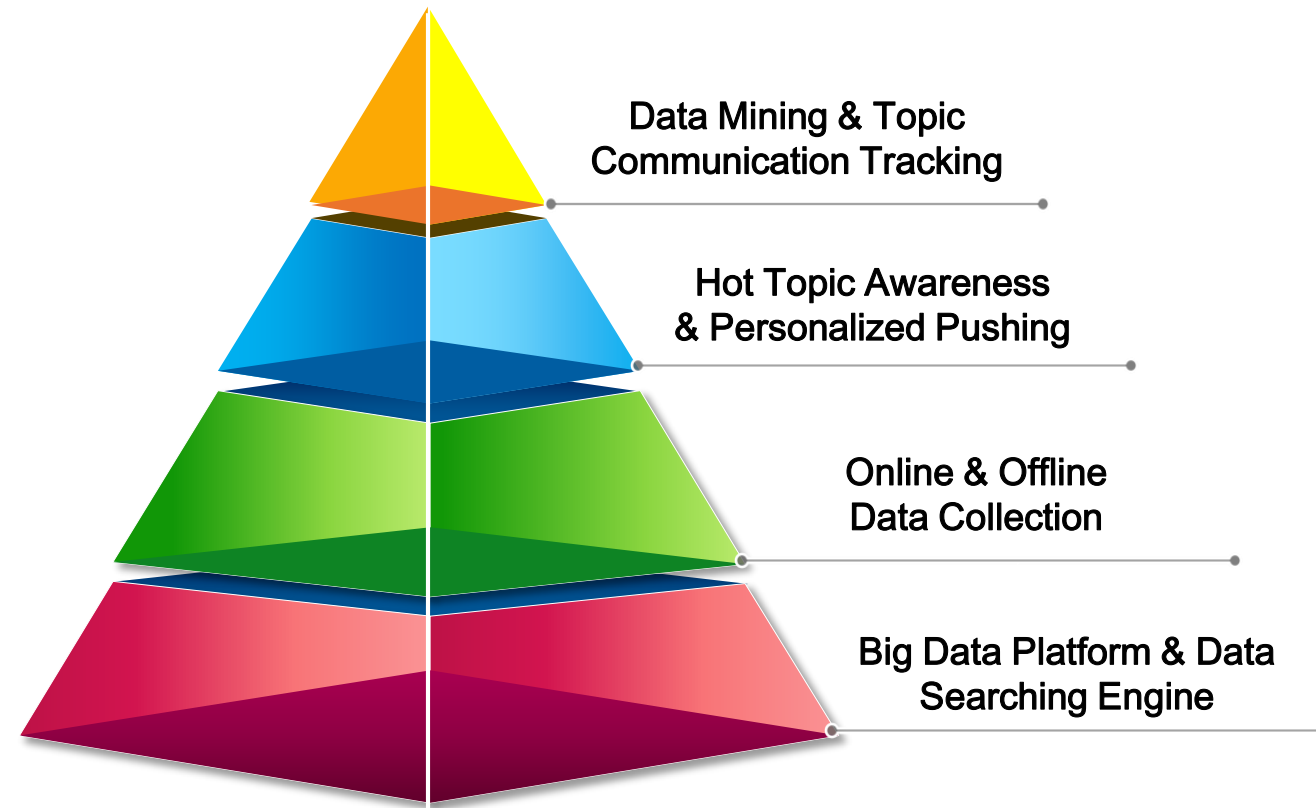 Data Mining & Topic
Communication Tracking
Hot Topic Awareness
& Personalized Pushing
Online & Offline
Data Collection
Big Data Platform & Data
Searching Engine